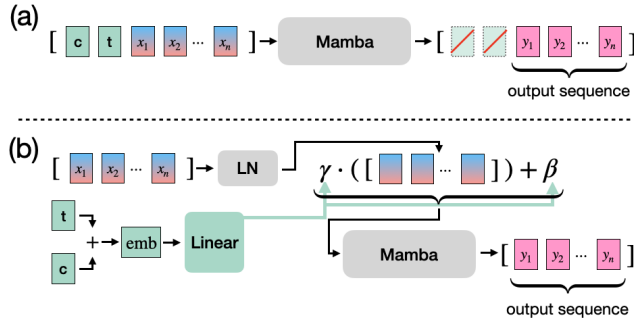 (a)
[ c t x₁ x₂ ... xₙ ] Mamba [ y₁ y₂ ... yₙ ]
output sequence
(b)
[ x₁ x₂ ... xₙ ] LN γ · ( [ ... ] ) + β
t
+ emb Linear
c
Mamba [ y₁ y₂ ... yₙ ]
output sequence